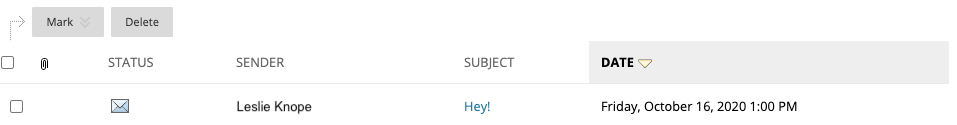 Mark Delete
STATUS SENDER SUBJECT DATE
Leslie Knope Hey! Friday, October 16, 2020 1:00 PM